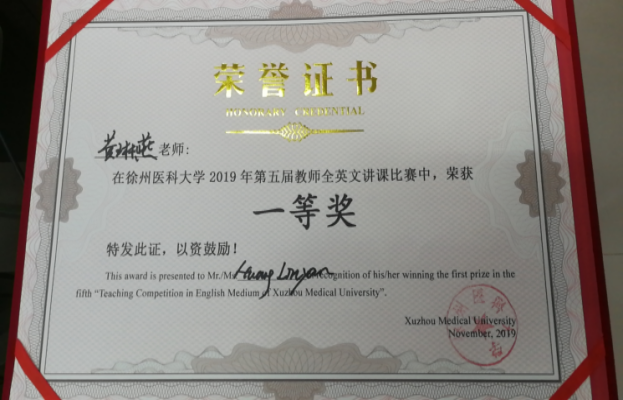 荣誉证书
HONORARY CREDENTIAL
黄琳燕老师:
在徐州医科大学 2019 年第五届教师全英文讲课比赛中，荣获
一等奖
特发此证，以资鼓励！
This award is presented to Mr./Ms Huang Linyan recognition of his/her winning the first prize in the
fifth “Teaching Competition in English Medium of Xuzhou Medical University”.
Xuzhou Medical University
November, 2019